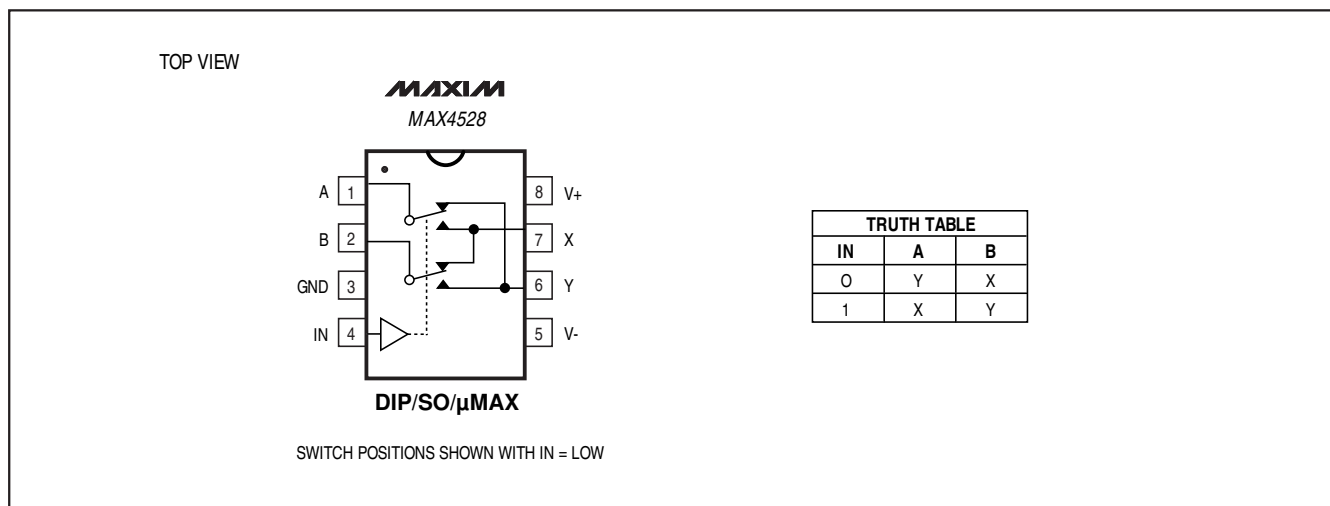 TOP VIEW
MAXIM
MAX4528
A 1
B 2
GND 3
IN 4
8 V+
7 X
6 Y
5 V-
DIP/SO/µMAX
SWITCH POSITIONS SHOWN WITH IN = LOW
TRUTH TABLE
IN A B
O Y X
1 X Y